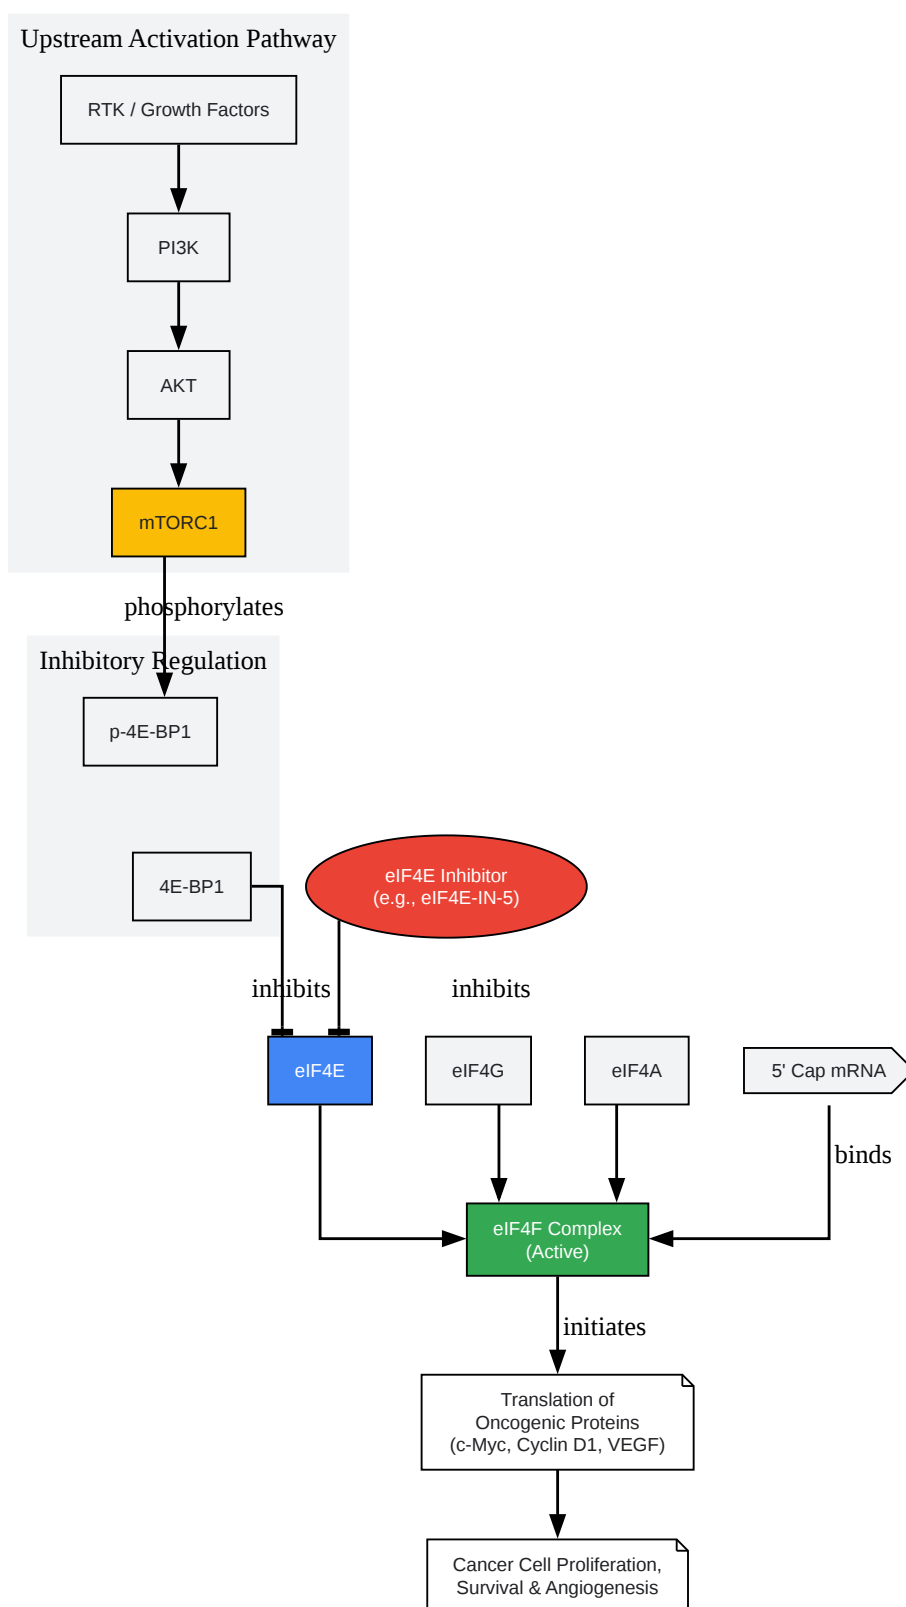 Upstream Activation Pathway
RTK / Growth Factors
PI3K
AKT
mTORC1
phosphorylates
Inhibitory Regulation
p-4E-BP1
4E-BP1
eIF4E Inhibitor
(e.g., eIF4E-IN-5)
inhibits
inhibits
eIF4E
eIF4G
eIF4A
5' Cap mRNA
binds
eIF4F Complex
(Active)
initiates
Translation of
Oncogenic Proteins
(c-Myc, Cyclin D1, VEGF)
Cancer Cell Proliferation,
Survival & Angiogenesis